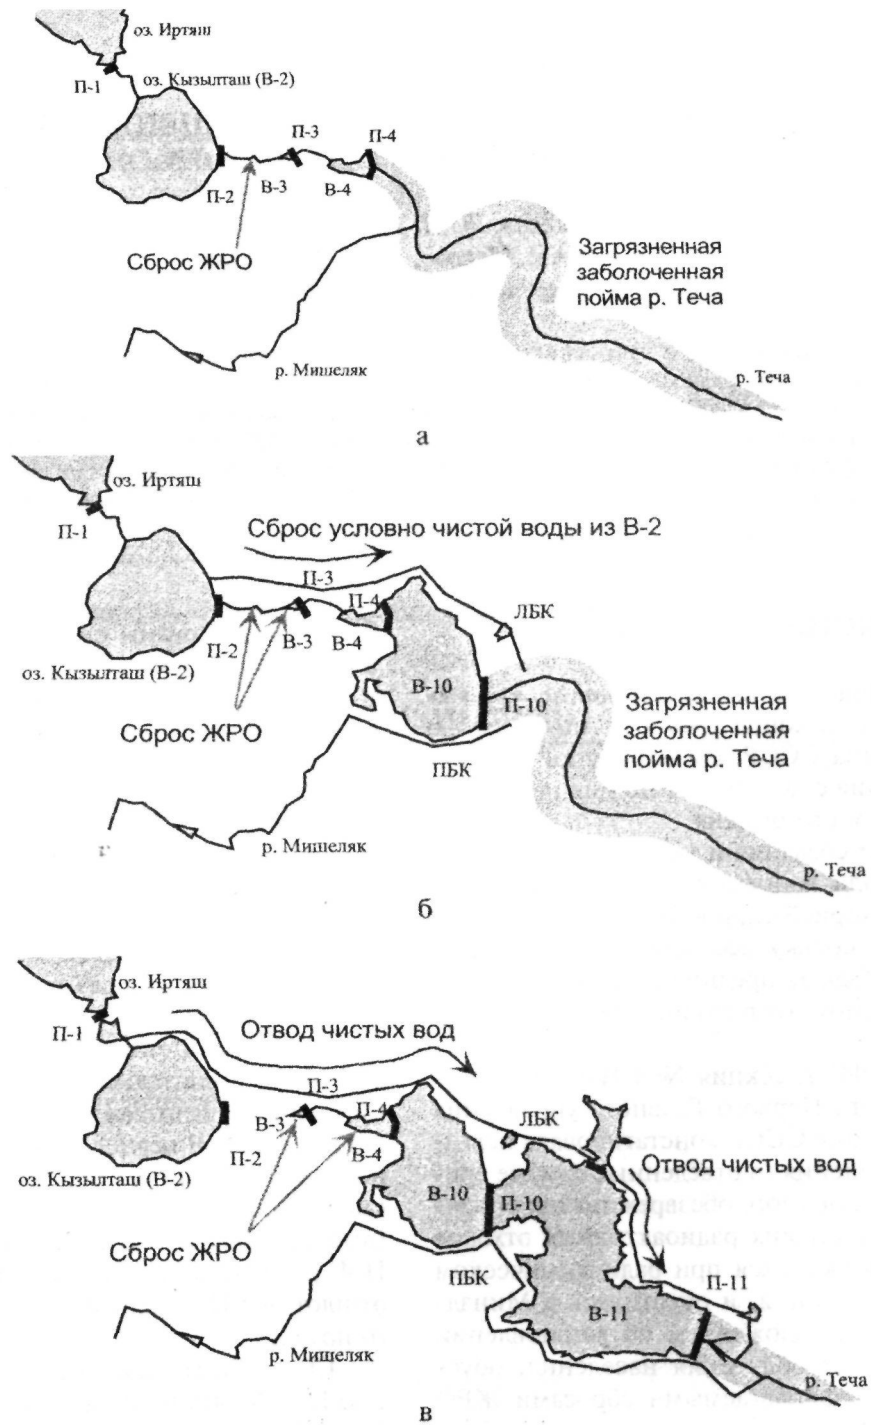 оз. Иртяш
П-1
оз. Кызылташ (В-2)
П-3
П-4
П-2
В-3
В-4
Сброс ЖРО
Загрязненная
заболоченная
пойма р. Теча
р. Мишеляк
р. Теча
а
оз. Иртяш
П-1
Сброс условно чистой воды из В-2
П-3
П-4
ЛБК
П-2
В-3
В-4
оз. Кызылташ (В-2)
В-10
П-10
Сброс ЖРО
Загрязненная
заболоченная
пойма р. Теча
ПБК
р. Мишеляк
р. Теча
б
оз. Иртяш
П-1
Отвод чистых вод
П-3
П-4
ЛБК
В-3
П-2
В-4
Отвод чистых вод
оз. Кызылташ (В-2)
В-10
П-10
Сброс ЖРО
ПБК
П-11
В-11
р. Мишеляк
р. Теча
в